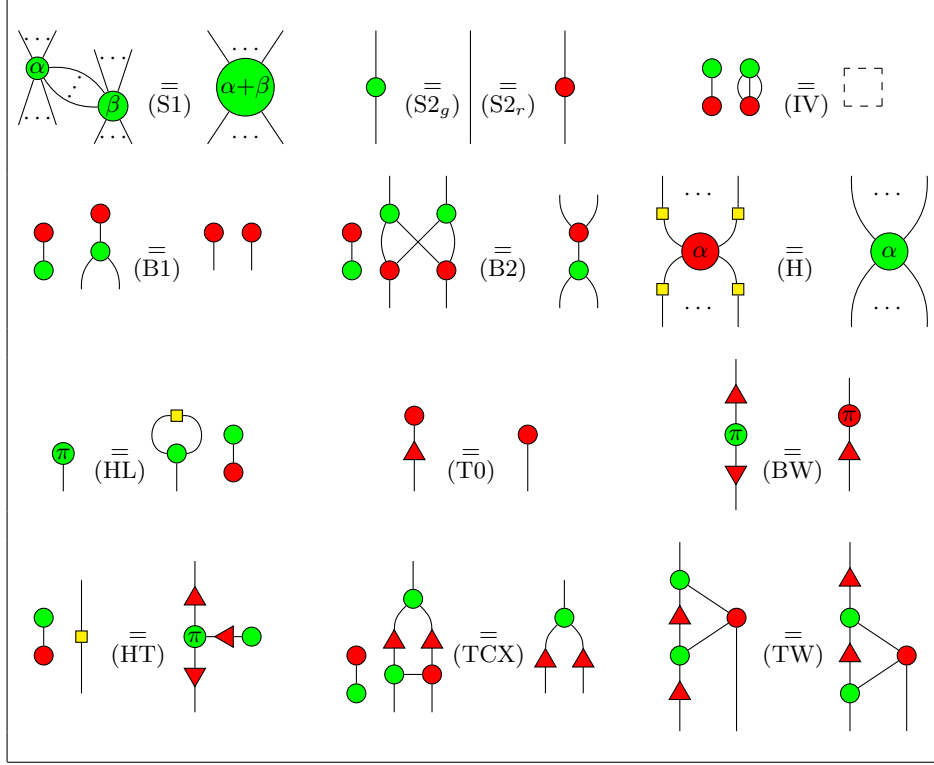 ... ...
α β ... ... ... = (S1) ... α+β ...
= (S2g) = (S2r)
= (IV)
= (B1)
= (B2)
... α ... = (H) ... α ...
π = (HL)
= (T0)
π = (BW) π
= (HT) π
= (TCX)
= (TW)